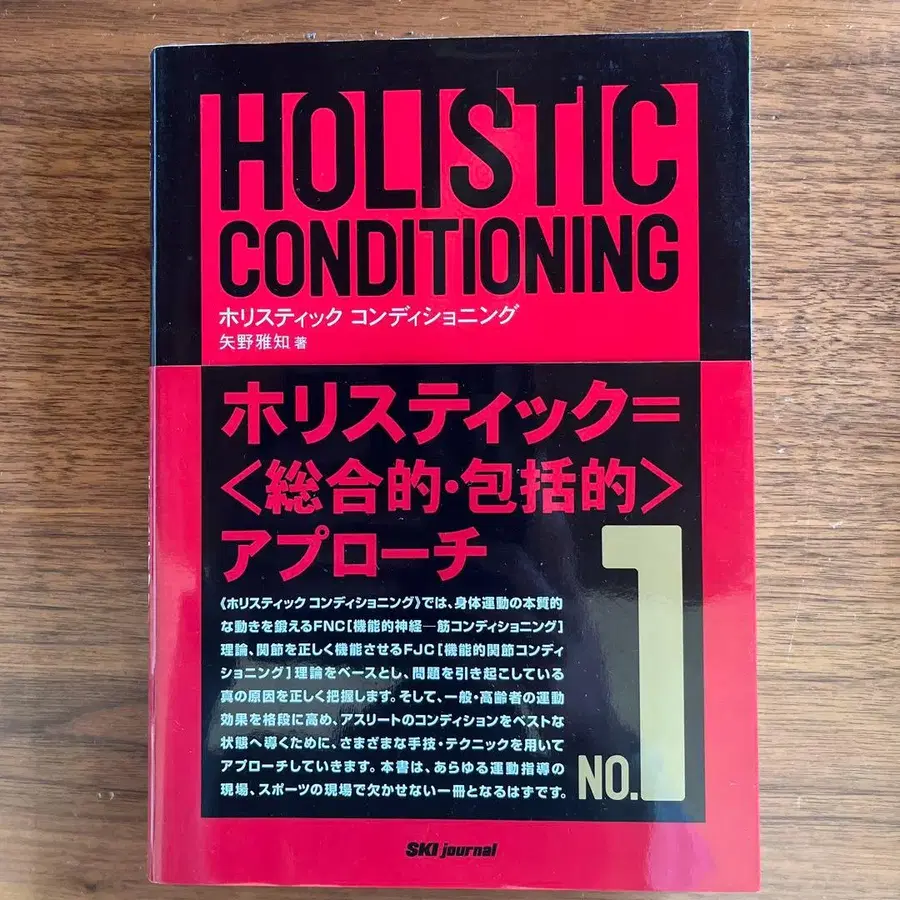 HOLISTIC
CONDITIONING
ホリスティック コンディショニング
矢野雅知 著
ホリスティック=
〈総合的・包括的〉
アプローチ
《ホリスティック コンディショニング》では、身体運動の本質的
な動きを鍛えるFNC[機能的神経―筋コンディショニング]
理論、関節を正しく機能させるFJC[機能的関節コンディ
ショニング]理論をベースとし、問題を引き起こしている
真の原因を正しく把握します。そして、一般・高齢者の運動
効果を格段に高め、アスリートのコンディションをベストな
状態へ導くために、さまざまな手技・テクニックを用いて
アプローチしていきます。本書は、あらゆる運動指導の
現場、スポーツの現場で欠かせない一冊となるはずです。
NO.1
SKI journal